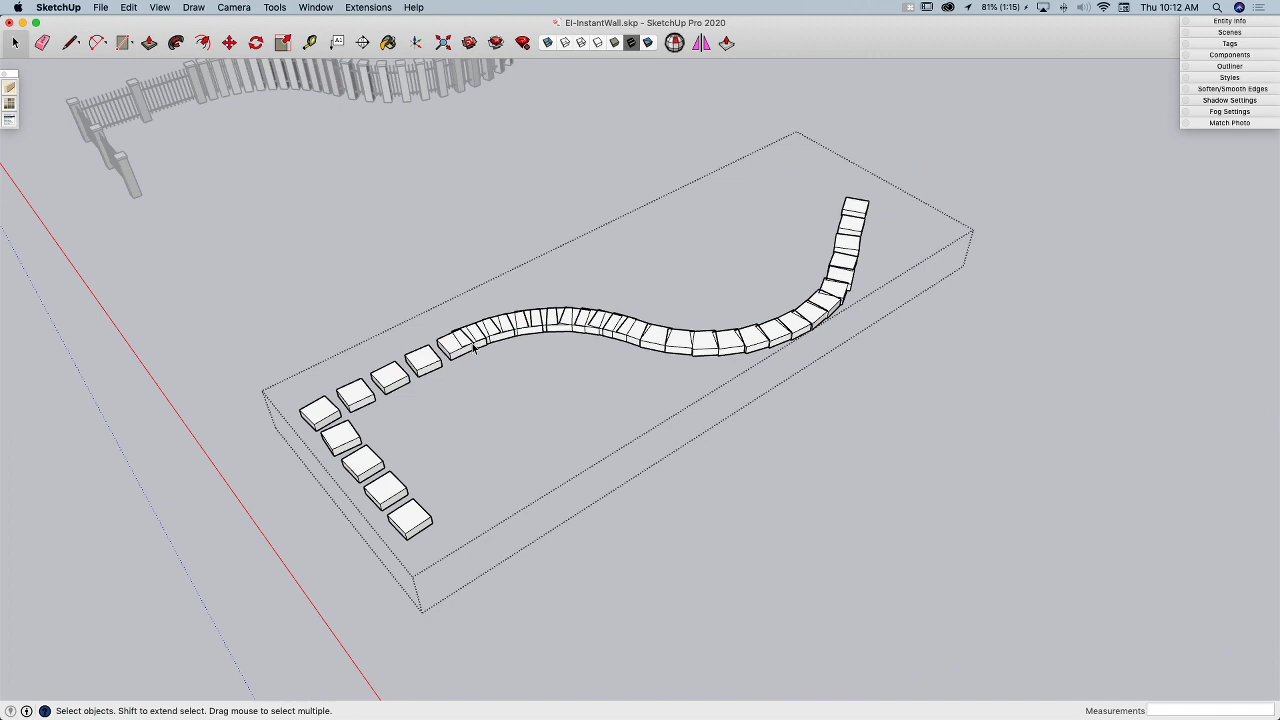 SketchUp File Edit View Draw Camera Tools Window Extensions Help 81% (1:15) Thu 10:12 AM
EI-InstantWall.skp - SketchUp Pro 2020
Entity Info
Scenes
Tags
Components
Outliner
Styles
Soften/Smooth Edges
Shadow Settings
Fog Settings
Match Photo
Select objects. Shift to extend select. Drag mouse to select multiple. Measurements